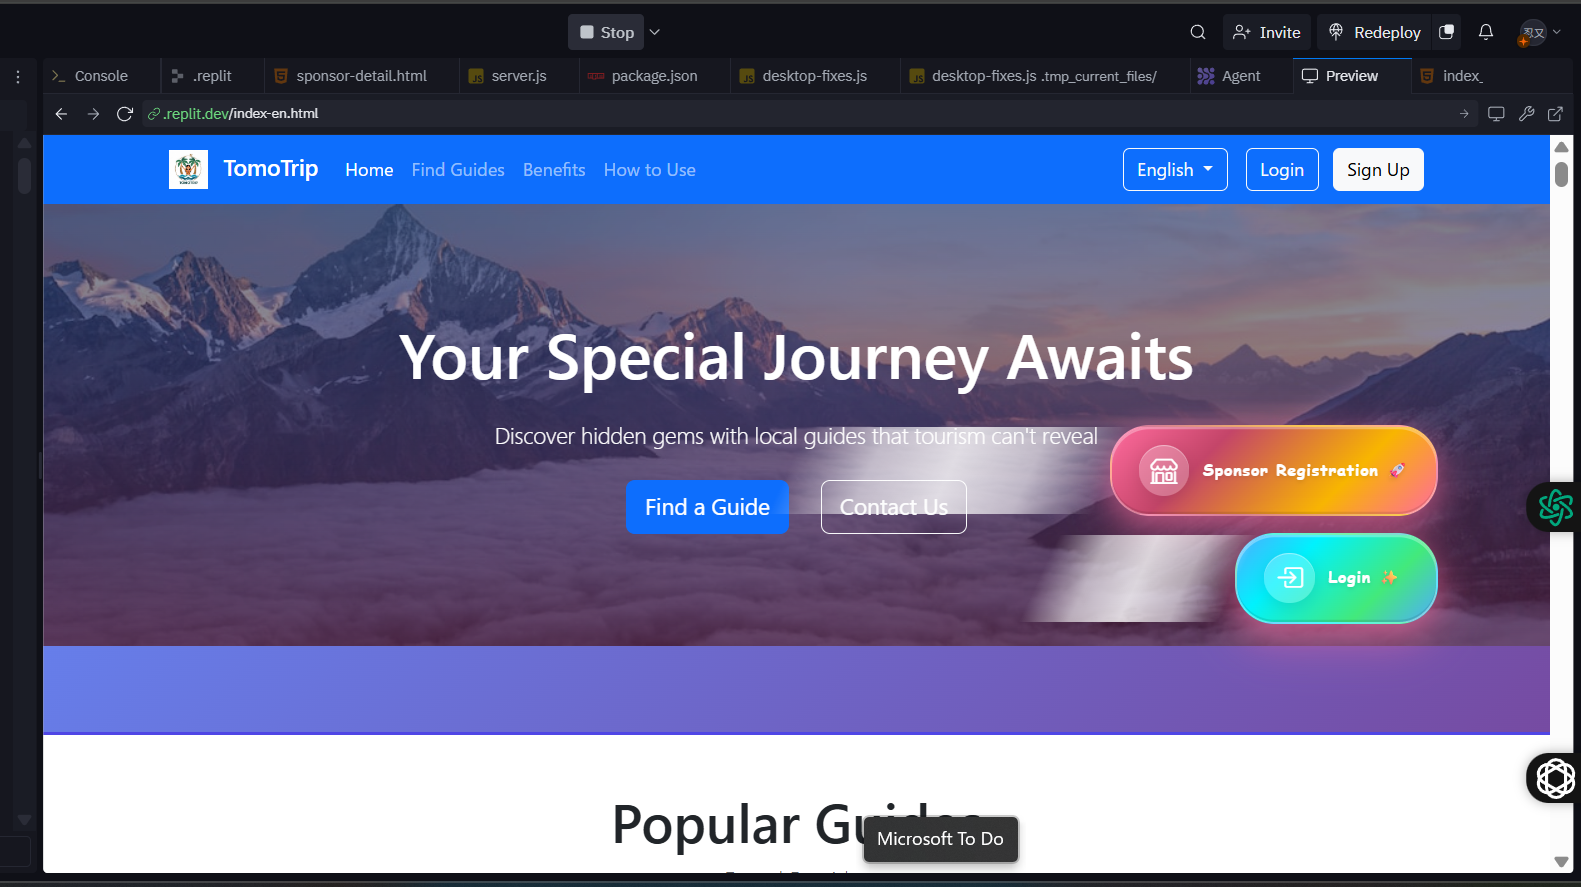 Stop
Invite
Redeploy
Console
.replit
sponsor-detail.html
server.js
package.json
desktop-fixes.js
desktop-fixes.js .tmp_current_files/
Agent
Preview
index_
.replit.dev/index-en.html
TOMOTRIP
TomoTrip
Home
Find Guides
Benefits
How to Use
English
Login
Sign Up
Your Special Journey Awaits
Discover hidden gems with local guides that tourism can't reveal
Sponsor Registration 🚀
Find a Guide
Contact Us
Login ✨
Popular Guides
Microsoft To Do